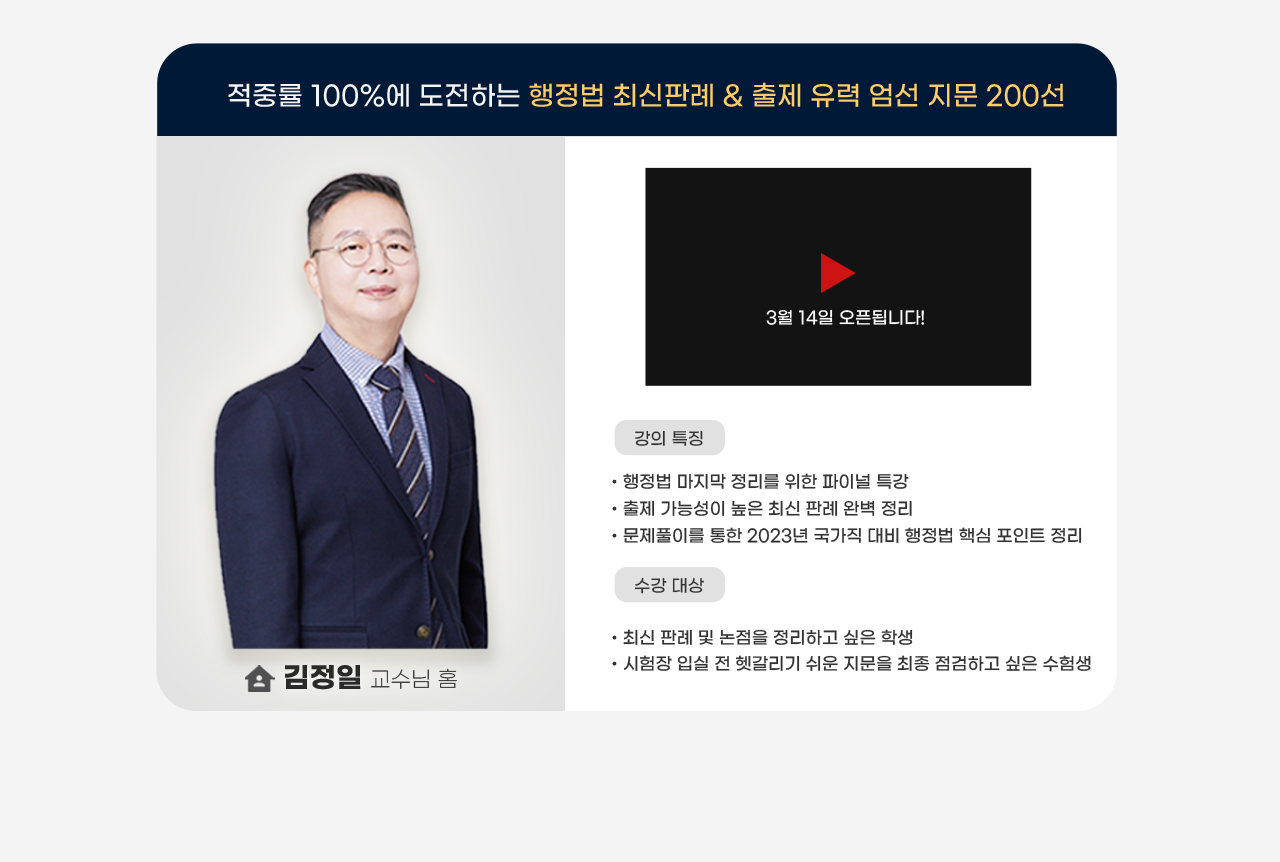 적중률 100%에 도전하는 행정법 최신판례 & 출제 유력 엄선 지문 200선
3월 14일 오픈됩니다!
강의 특징
• 행정법 마지막 정리를 위한 파이널 특강
• 출제 가능성이 높은 최신 판례 완벽 정리
• 문제풀이를 통한 2023년 국가직 대비 행정법 핵심 포인트 정리
수강 대상
• 최신 판례 및 논점을 정리하고 싶은 학생
• 시험장 입실 전 헷갈리기 쉬운 지문을 최종 점검하고 싶은 수험생
김정일 교수님 홈